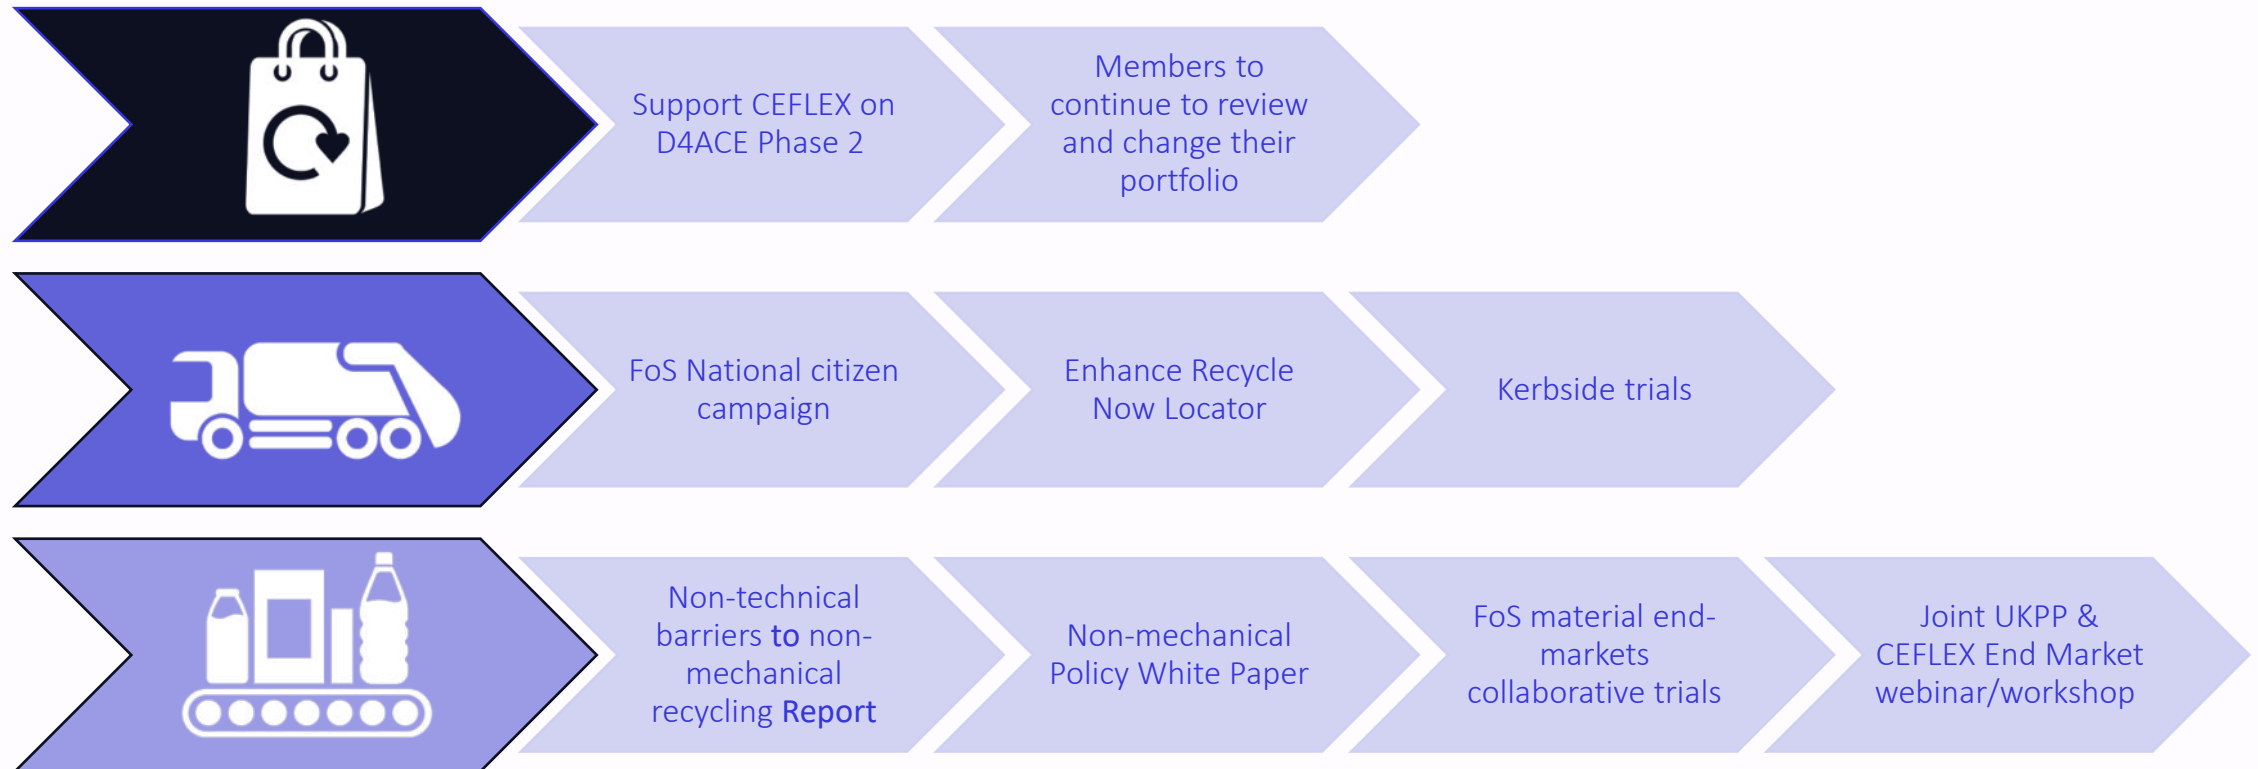 Support CEFLEX on
D4ACE Phase 2
Members to
continue to review
and change their
portfolio
FoS National citizen
campaign
Enhance Recycle
Now Locator
Kerbside trials
Non-technical
barriers to non-
mechanical
recycling Report
Non-mechanical
Policy White Paper
FoS material end-
markets
collaborative trials
Joint UKPP &
CEFLEX End Market
webinar/workshop